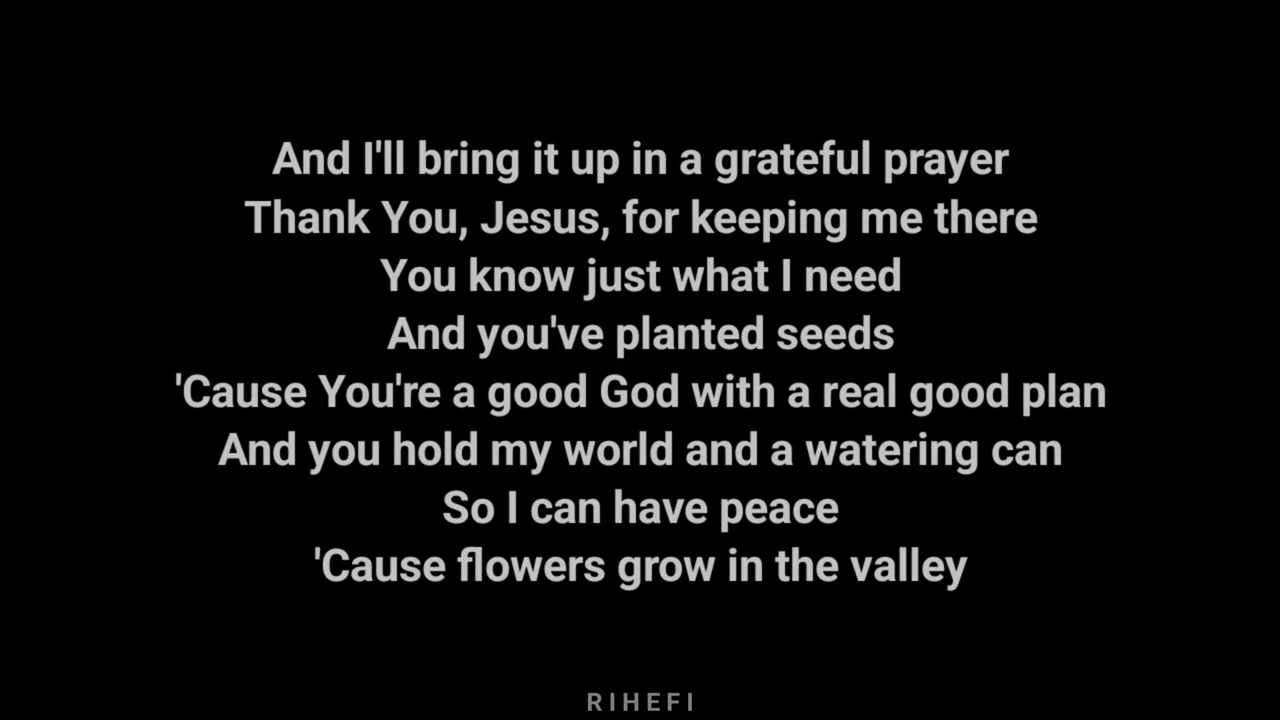 And I'll bring it up in a grateful prayer
Thank You, Jesus, for keeping me there
You know just what I need
And you've planted seeds
'Cause You're a good God with a real good plan
And you hold my world and a watering can
So I can have peace
'Cause flowers grow in the valley
RIHEFI